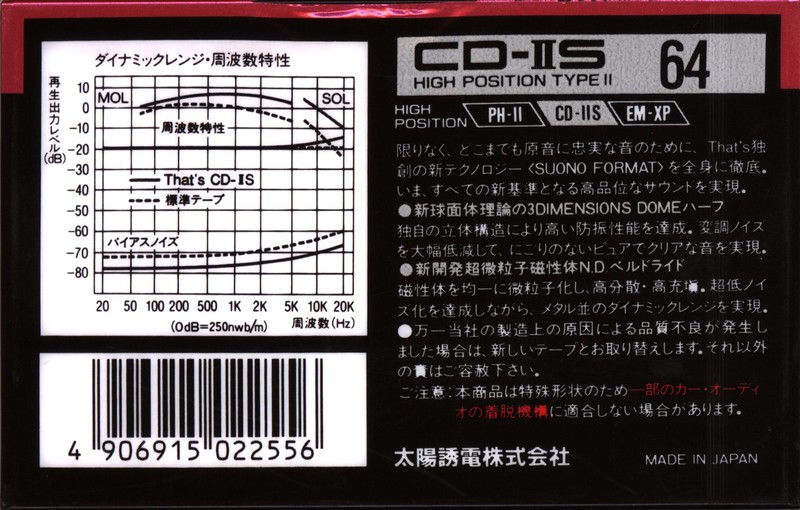 ダイナミックレンジ・周波数特性
再生出力レベル(dB)
10
0
-10
-20
-30
-40
-50
-60
-70
-80
MOL
SOL
周波数特性
That's CD-IIS
標準テープ
バイアスノイズ
20 50 100 200 500 1K 2K 5K 10K 20K
(0dB=250nwb/m) 周波数(Hz)
4 906915 022556
CD-IIS 64
HIGH POSITION TYPE II
HIGH POSITION PH-II CD-IIS EM-XP
限りなく、どこまでも原音に忠実な音のために、That's独
創の新テクノロジー〈SUONO FORMAT〉を全身に徹底。
いま、すべての新基準となる高品位なサウンドを実現。
●新球面体理論の3DIMENSIONS DOMEハーフ
独自の立体構造により高い防振性能を達成。変調ノイズ
を大幅低減して、にごりのないピュアでクリアな音を実現。
●新開発超微粒子磁性体N.D.ベルドライド
磁性体を均一に微粒子化し、高分散・高充塡。超低ノイ
ズ化を達成しながら、メタル並のダイナミックレンジを実現。
●万一当社の製造上の原因による品質不良が発生し
ました場合は、新しいテープとお取り替えします。それ以外
の責はご容赦下さい。
ご注意：本商品は特殊形状のため一部のカー・オーディ
オの着脱機構に適合しない場合があります。
太陽誘電株式会社 MADE IN JAPAN